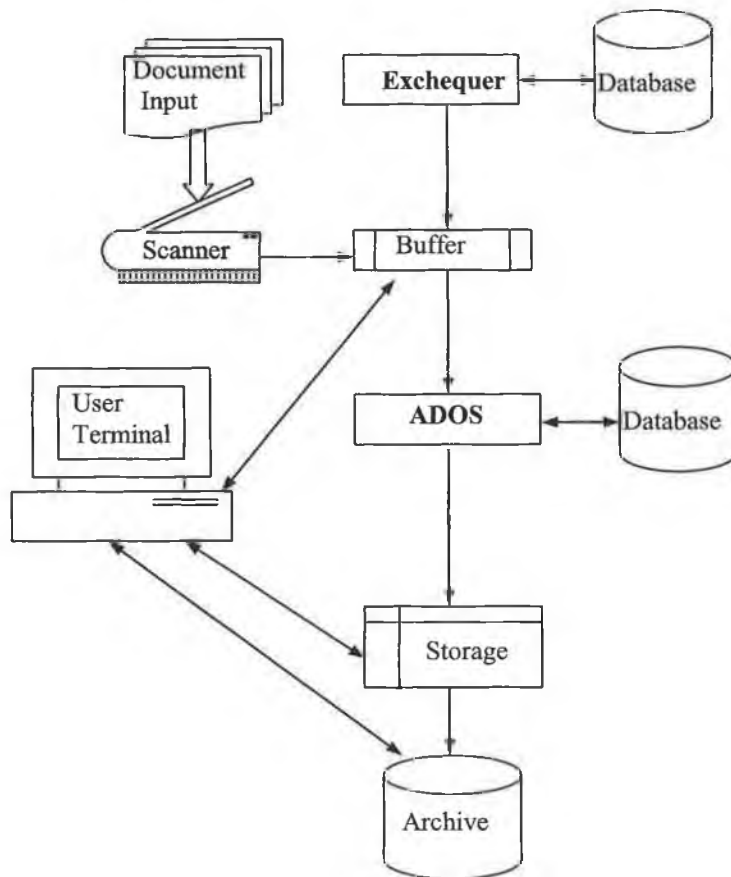 Document
Input
Exchequer
Database
Scanner
Buffer
User
Terminal
ADOS
Database
Storage
Archive